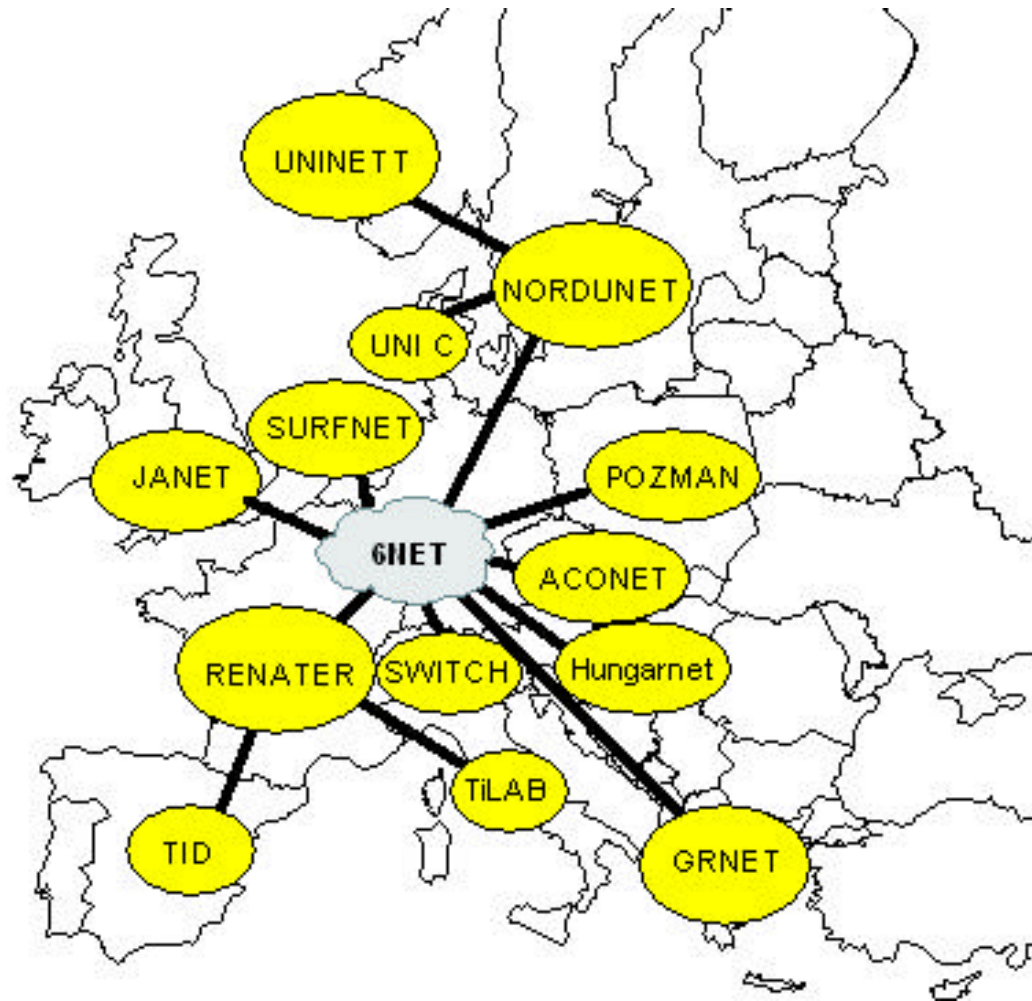 UNINETT
NORDUNET
UNI C
SURFNET
JANET
POZMAN
6NET
ACONET
RENATER
SWITCH
Hungarnet
TiLAB
TID
GRNET